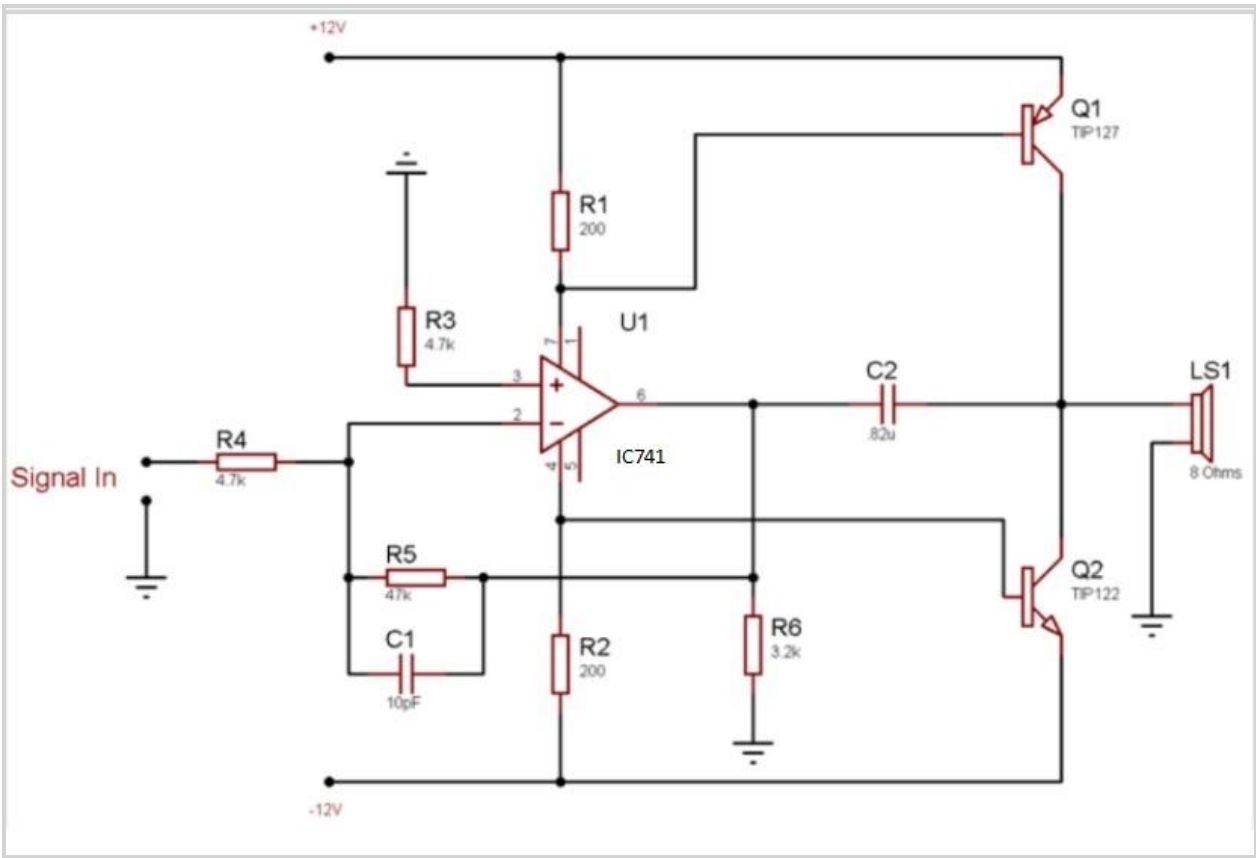 +12V
Q1
TIP127
R1
200
R3
4.7k
U1
7
1
3
+
6
2
−
4
5
IC741
C2
.82u
LS1
8 Ohms
R4
4.7k
Signal In
R5
47k
C1
10pF
R2
200
R6
3.2k
Q2
TIP122
-12V